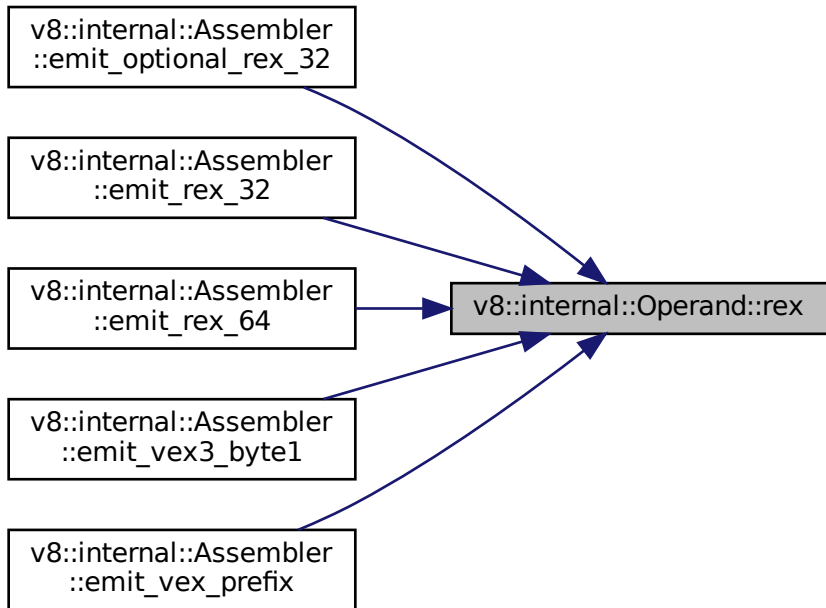 v8::internal::Assembler
::emit_optional_rex_32
v8::internal::Assembler
::emit_rex_32
v8::internal::Assembler
::emit_rex_64
v8::internal::Operand::rex
v8::internal::Assembler
::emit_vex3_byte1
v8::internal::Assembler
::emit_vex_prefix